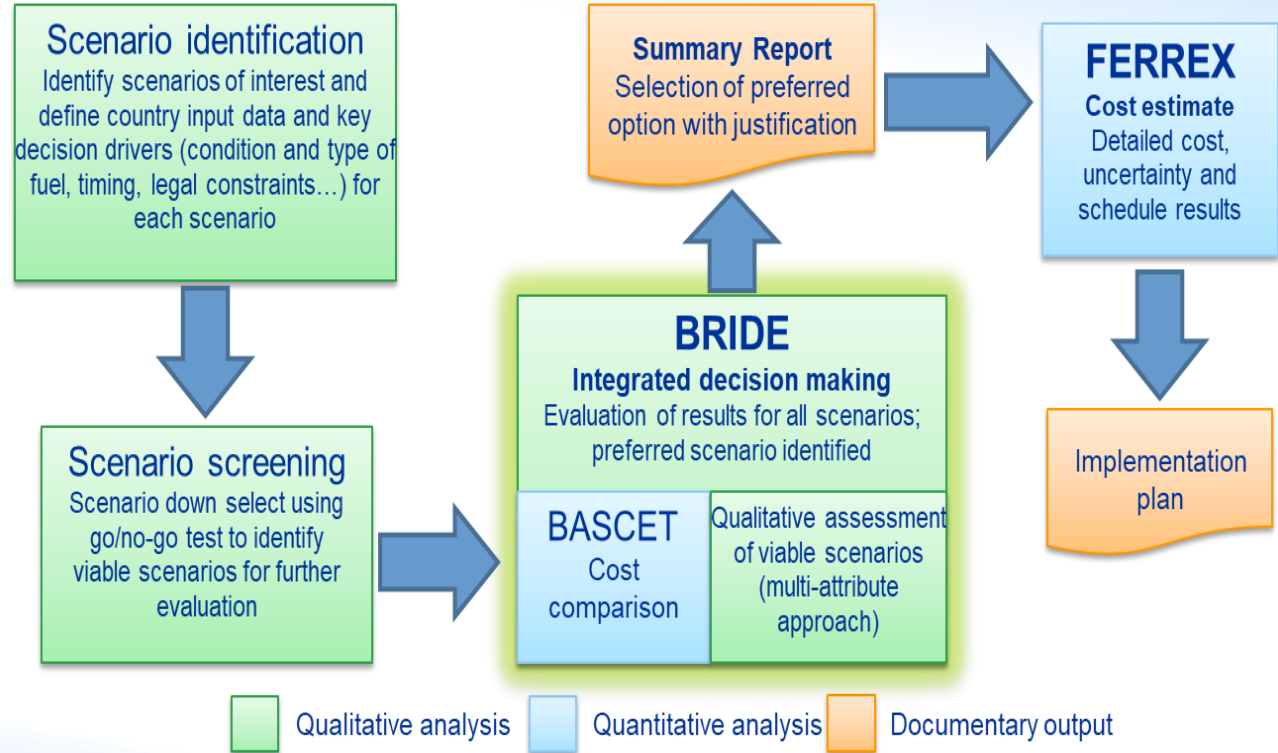 Scenario identification
Identify scenarios of interest and
define country input data and key
decision drivers (condition and type of
fuel, timing, legal constraints…) for
each scenario
Scenario screening
Scenario down select using
go/no-go test to identify
viable scenarios for further
evaluation
BRIDE
Integrated decision making
Evaluation of results for all scenarios;
preferred scenario identified
BASCET
Cost
comparison
Qualitative assessment
of viable scenarios
(multi-attribute
approach)
Summary Report
Selection of preferred
option with justification
FERREX
Cost estimate
Detailed cost,
uncertainty and
schedule results
Implementation
plan
Qualitative analysis
Quantitative analysis
Documentary output